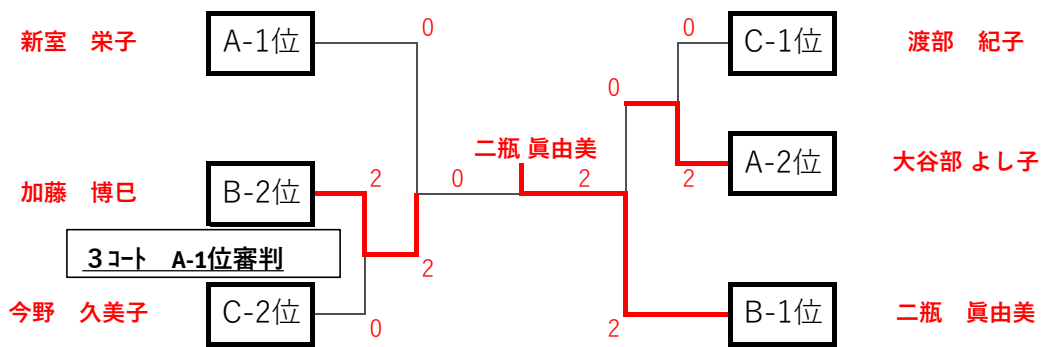 新室　栄子
A-1位
0
0
C-1位
渡部　紀子
0
二瓶 眞由美
A-2位
大谷部 よし子
加藤　博巳
B-2位
2
0
2
2
３ｺｰﾄ　A-1位審判
2
今野　久美子
C-2位
0
2
B-1位
二瓶　眞由美